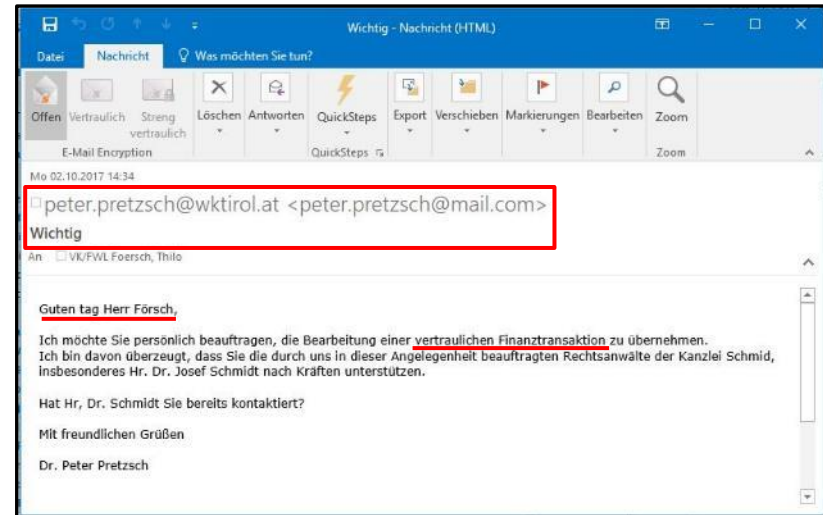 Wichtig - Nachricht (HTML)
Datei Nachricht Was möchten Sie tun?
Offen Vertraulich Streng vertraulich Löschen Antworten QuickSteps Export Verschieben Markierungen Bearbeiten Zoom
E-Mail Encryption QuickSteps Zoom
Mo 02.10.2017 14:34
peter.pretzsch@wktirol.at <peter.pretzsch@mail.com>
Wichtig
An VK/FWL Foersch, Thilo
Guten tag Herr Försch,
Ich möchte Sie persönlich beauftragen, die Bearbeitung einer vertraulichen Finanztransaktion zu übernehmen.
Ich bin davon überzeugt, dass Sie die durch uns in dieser Angelegenheit beauftragten Rechtsanwälte der Kanzlei Schmid,
insbesonderes Hr. Dr. Josef Schmidt nach Kräften unterstützen.
Hat Hr, Dr. Schmidt Sie bereits kontaktiert?
Mit freundlichen Grüßen
Dr. Peter Pretzsch